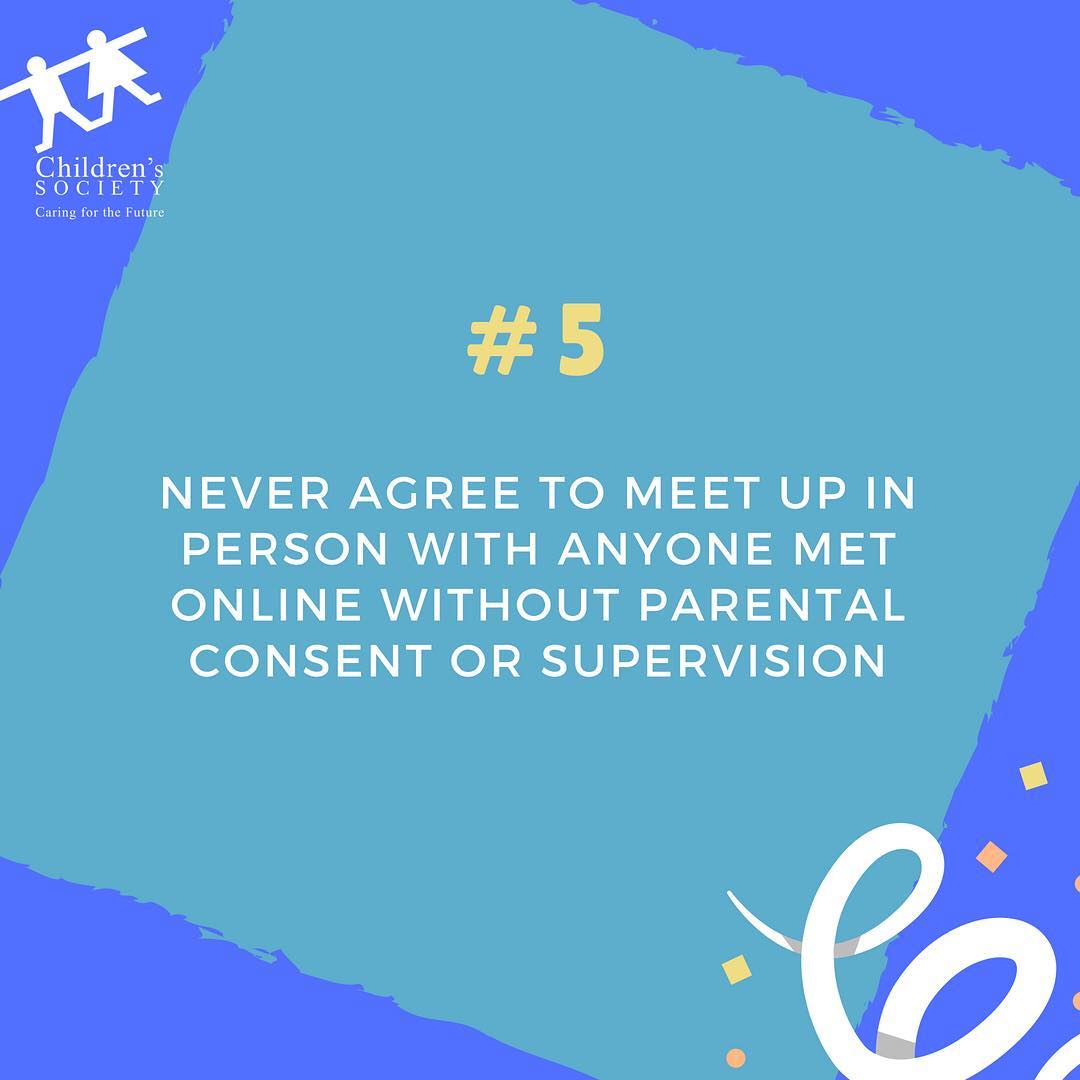 Children's
SOCIETY
Caring for the Future
#5
NEVER AGREE TO MEET UP IN
PERSON WITH ANYONE MET
ONLINE WITHOUT PARENTAL
CONSENT OR SUPERVISION